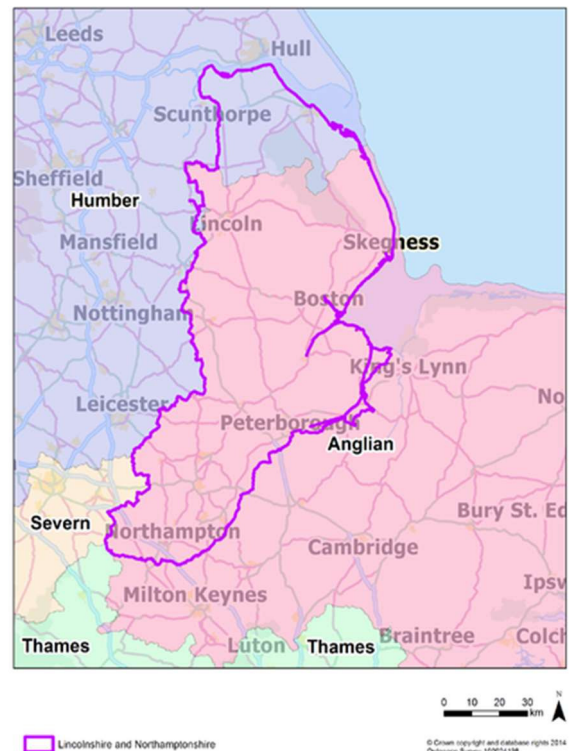 Leeds
Hull
Scunthorpe
Sheffield
Humber
Lincoln
Mansfield
Skegness
Boston
Nottingham
King's Lynn
No
Leicester
Peterborough
Anglian
Bury St. Ed
Severn
Northampton
Cambridge
Milton Keynes
Ipsw
Thames
Luton
Thames
Braintree
Colch
0 10 20 30
km
N
Lincolnshire and Northamptonshire
© Crown copyright and database rights 2014